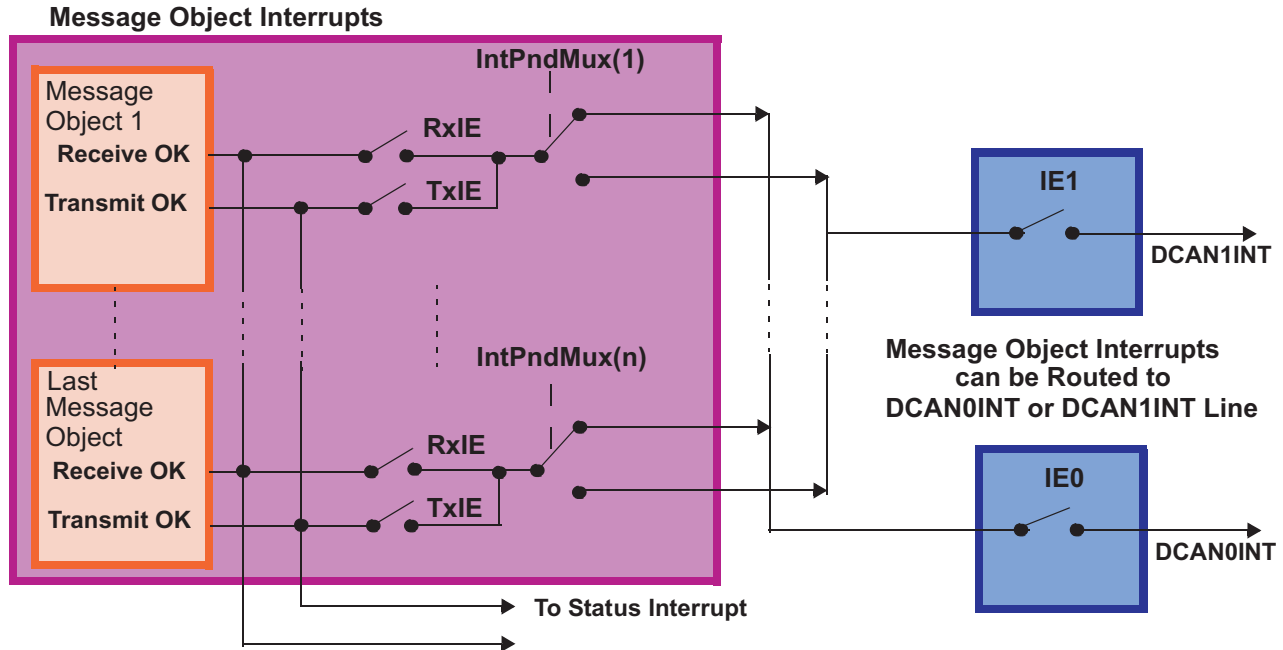 Message Object Interrupts
IntPndMux(1)
Message
Object 1
RxIE
Receive OK
TxIE
Transmit OK
IE1
DCAN1INT
IntPndMux(n)
Message Object Interrupts
can be Routed to
DCAN0INT or DCAN1INT Line
Last
Message
Object
RxIE
Receive OK
TxIE
Transmit OK
IE0
DCAN0INT
To Status Interrupt